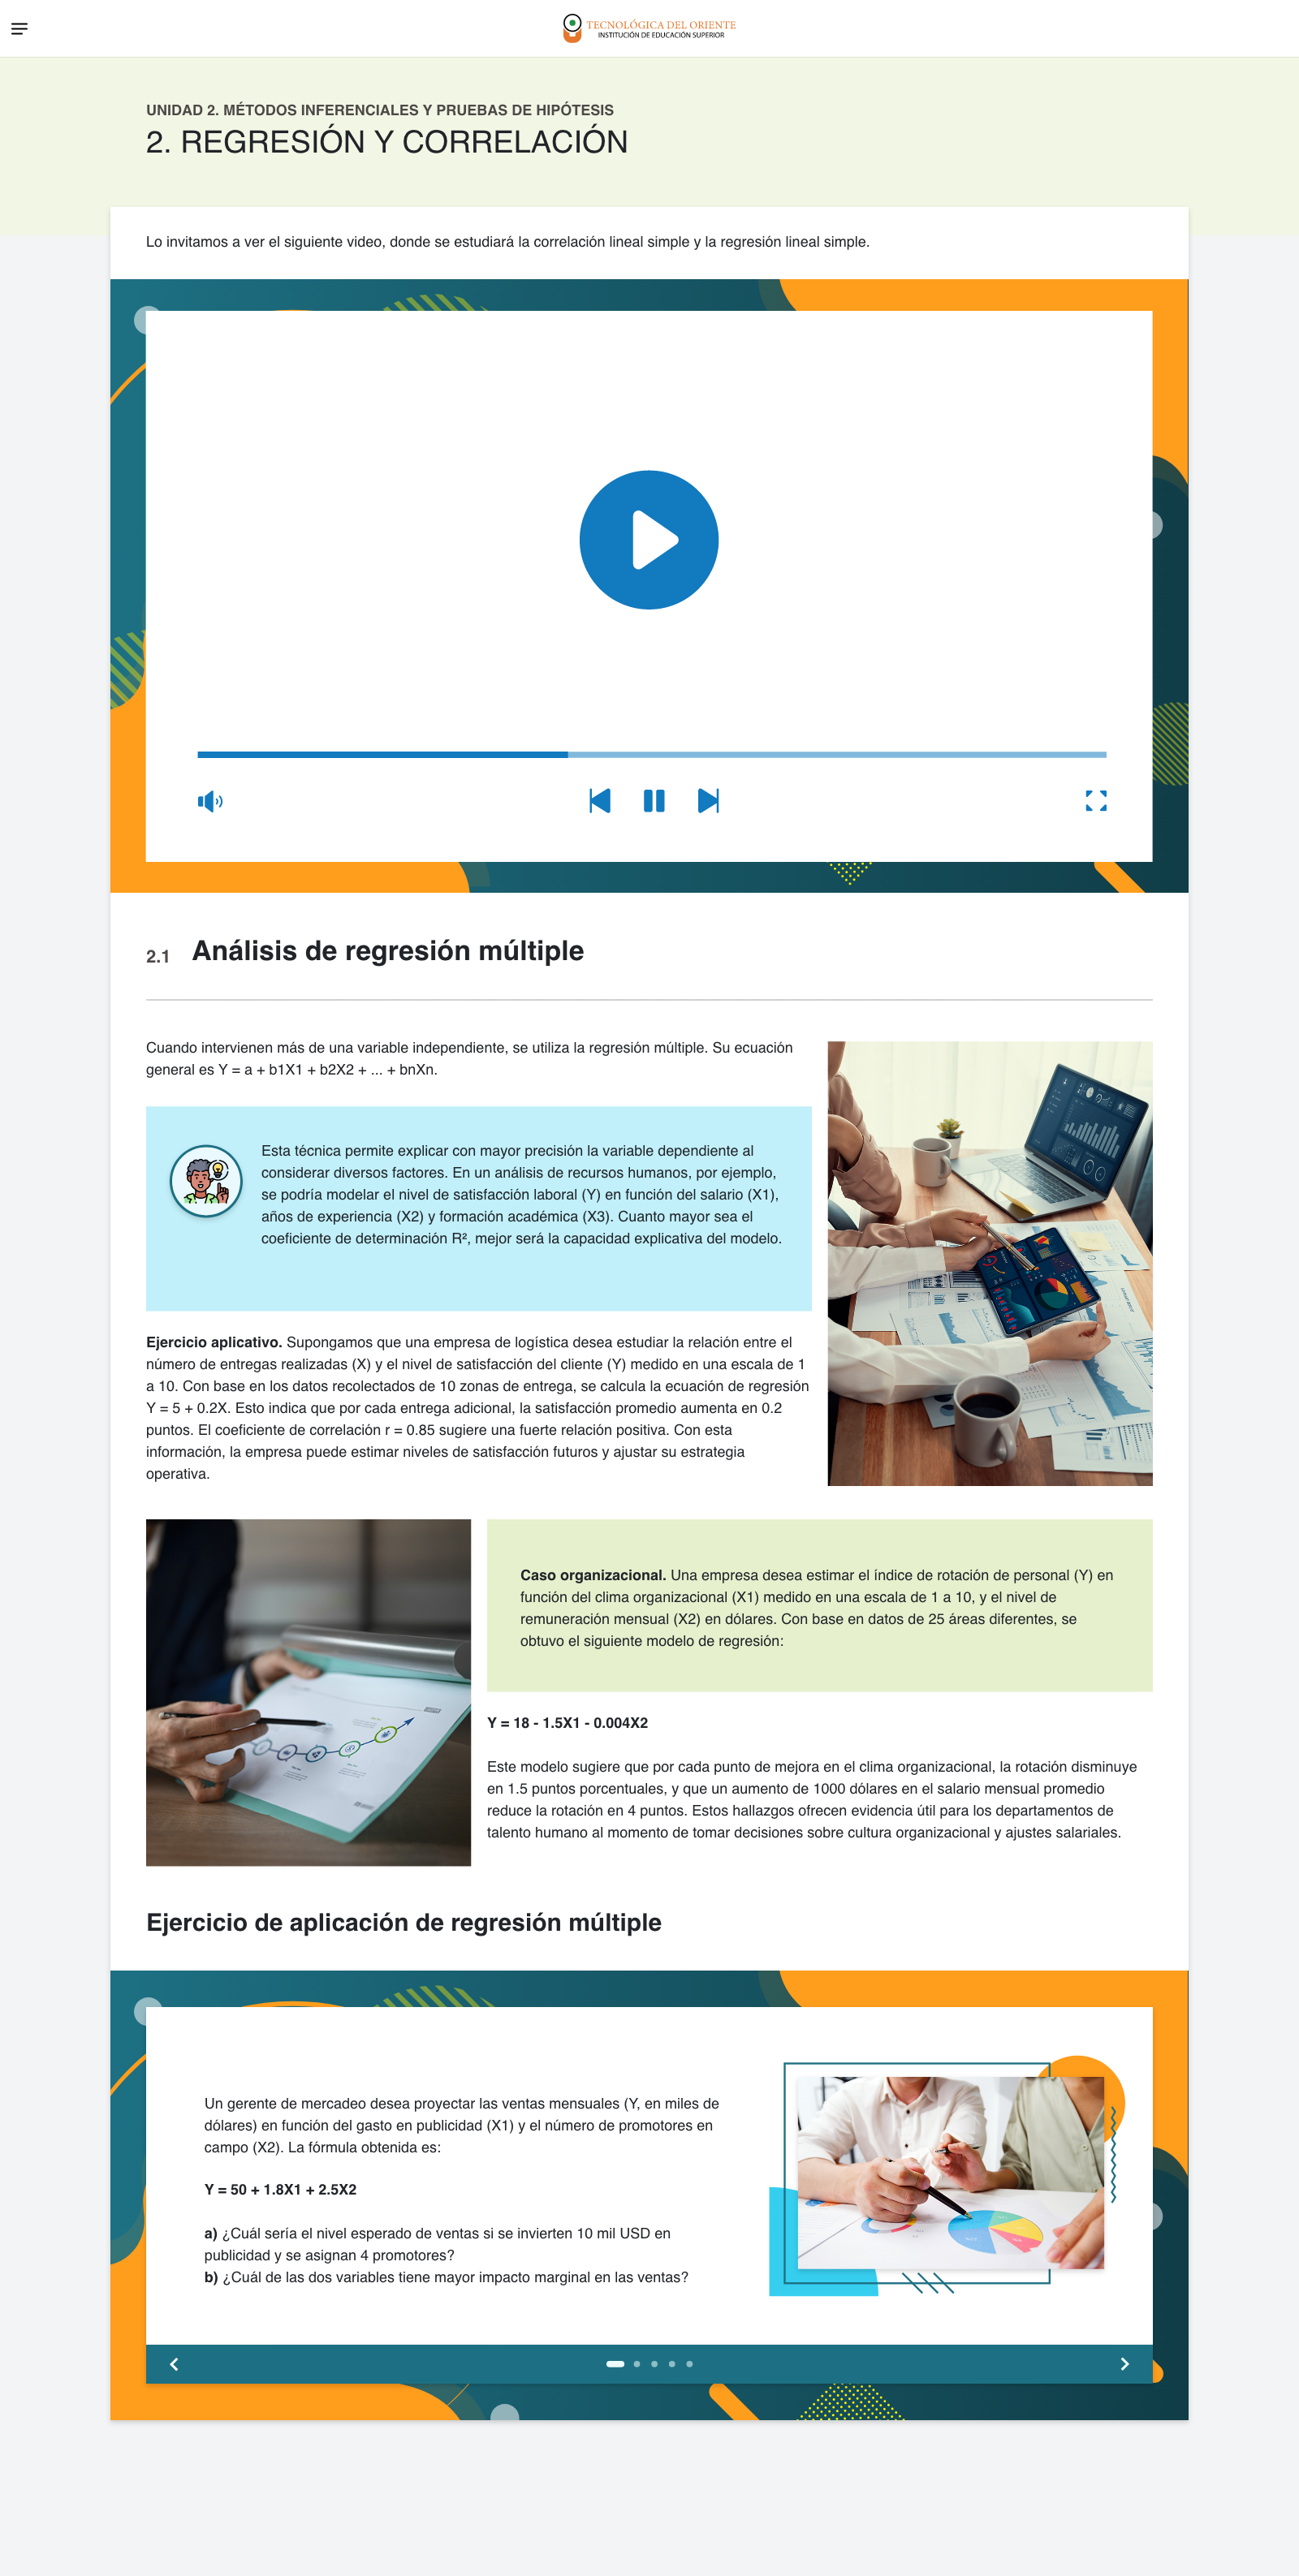 TECNOLÓGICA DEL ORIENTE
INSTITUCIÓN DE EDUCACIÓN SUPERIOR
UNIDAD 2. MÉTODOS INFERENCIALES Y PRUEBAS DE HIPÓTESIS
2. REGRESIÓN Y CORRELACIÓN
Lo invitamos a ver el siguiente video, donde se estudiará la correlación lineal simple y la regresión lineal simple.
2.1 Análisis de regresión múltiple
Cuando intervienen más de una variable independiente, se utiliza la regresión múltiple. Su ecuación
general es Y = a + b1X1 + b2X2 + ... + bnXn.
Esta técnica permite explicar con mayor precisión la variable dependiente al
considerar diversos factores. En un análisis de recursos humanos, por ejemplo,
se podría modelar el nivel de satisfacción laboral (Y) en función del salario (X1),
años de experiencia (X2) y formación académica (X3). Cuanto mayor sea el
coeficiente de determinación R², mejor será la capacidad explicativa del modelo.
Ejercicio aplicativo. Supongamos que una empresa de logística desea estudiar la relación entre el
número de entregas realizadas (X) y el nivel de satisfacción del cliente (Y) medido en una escala de 1
a 10. Con base en los datos recolectados de 10 zonas de entrega, se calcula la ecuación de regresión
Y = 5 + 0.2X. Esto indica que por cada entrega adicional, la satisfacción promedio aumenta en 0.2
puntos. El coeficiente de correlación r = 0.85 sugiere una fuerte relación positiva. Con esta
información, la empresa puede estimar niveles de satisfacción futuros y ajustar su estrategia
operativa.
Caso organizacional. Una empresa desea estimar el índice de rotación de personal (Y) en
función del clima organizacional (X1) medido en una escala de 1 a 10, y el nivel de
remuneración mensual (X2) en dólares. Con base en datos de 25 áreas diferentes, se
obtuvo el siguiente modelo de regresión:
Y = 18 - 1.5X1 - 0.004X2
Este modelo sugiere que por cada punto de mejora en el clima organizacional, la rotación disminuye
en 1.5 puntos porcentuales, y que un aumento de 1000 dólares en el salario mensual promedio
reduce la rotación en 4 puntos. Estos hallazgos ofrecen evidencia útil para los departamentos de
talento humano al momento de tomar decisiones sobre cultura organizacional y ajustes salariales.
Ejercicio de aplicación de regresión múltiple
Un gerente de mercadeo desea proyectar las ventas mensuales (Y, en miles de
dólares) en función del gasto en publicidad (X1) y el número de promotores en
campo (X2). La fórmula obtenida es:
Y = 50 + 1.8X1 + 2.5X2
a) ¿Cuál sería el nivel esperado de ventas si se invierten 10 mil USD en
publicidad y se asignan 4 promotores?
b) ¿Cuál de las dos variables tiene mayor impacto marginal en las ventas?